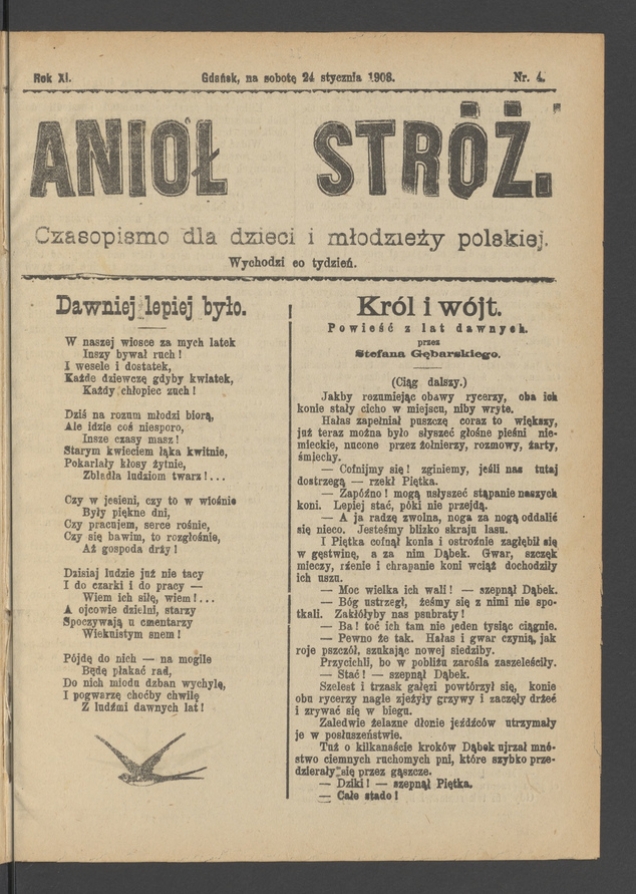 Rok XI.
Gdańsk, na sobotę 24 stycznia 1908.
Nr. 4.
ANIOŁ STRÓŻ.
Czasopismo dla dzieci i młodzieży polskiej.
Wychodzi co tydzień.
Dawniej lepiej było.
W naszej wiosce za mych latek
Inszy bywał ruch!
I wesele i dostatek,
Każde dziewczę gdyby kwiatek,
Każdy chłopiec zuch!
Dziś na rozum młodzi biorą,
Ale idzie coś niesporo,
Insze czasy masz!
Starym kwieciem łąka kwitnie,
Pokarlały kłosy żytnie,
Zbladła ludziom twarz!...
Czy w jesieni, czy to w wiośnie
Były piękne dni,
Czy pracujem, serce rośnie,
Czy się bawim, to rozgłośnie,
Aż gospoda drży!
Dzisiaj ludzie już nie tacy
I do czarki i do pracy —
Wiem ich siłę, wiem!...
A ojcowie dzielni, starzy
Spoczywają u cmentarzy
Wiekuistym snem!
Pójdę do nich — na mogile
Będę płakać rad,
Do nich miodu dzban wychylę,
I pogwarzę choćby chwilę
Z ludźmi dawnych lat!
Król i wójt.
Powieść z lat dawnych.
przez
Stefana Gębarskiego.
(Ciąg dalszy.)
Jakby rozumiejąc obawy rycerzy, oba ich
konie stały cicho w miejscu, niby wryte.
Hałas zapełniał puszczę coraz to większy,
już teraz można było słyszeć głośne pieśni nie-
mieckie, nucone przez żołnierzy, rozmowy, żarty,
śmiechy.
— Cofnijmy się! zginiemy, jeśli nas tutaj
dostrzegą — rzekł Piętka.
— Zapóźno! mogą usłyszeć stąpanie naszych
koni. Lepiej stać, póki nie przejdą.
— A ja radzę zwolna, noga za nogą oddalić
się nieco. Jesteśmy blizko skraju lasu.
I Piętka cofnął konia i ostrożnie zagłębił się
w gęstwinę, a za nim Dąbek. Gwar, szczęk
mieczy, rżenie i chrapanie koni wciąż dochodziły
ich uszu.
— Moc wielka ich wali! — szepnął Dąbek.
— Bóg ustrzegł, żeśmy się z nimi nie spo-
tkali. Zakłółyby nas psubraty!
— Ba! toć ich tam nie jeden tysiąc ciągnie.
— Pewno że tak. Hałas i gwar czynią, jak
roje pszczół, szukając nowej siedziby.
Przycichli, bo w pobliżu zarośla zaszeleściły.
— Stać! — szepnął Dąbek.
Szelest i trzask gałęzi powtórzył się, konie
obu rycerzy nagle zjeżyły grzywy i zaczęły drżeć
i zrywać się w biegu.
Zaledwie żelazne dłonie jeźdźców utrzymały
je w posłuszeństwie.
Tuż o kilkanaście kroków Dąbek ujrzał mnó-
stwo ciemnych ruchomych pni, które szybko prze-
dzierały się przez gąszcze.
— Dziki! — szepnął Piętka.
— Całe stado!